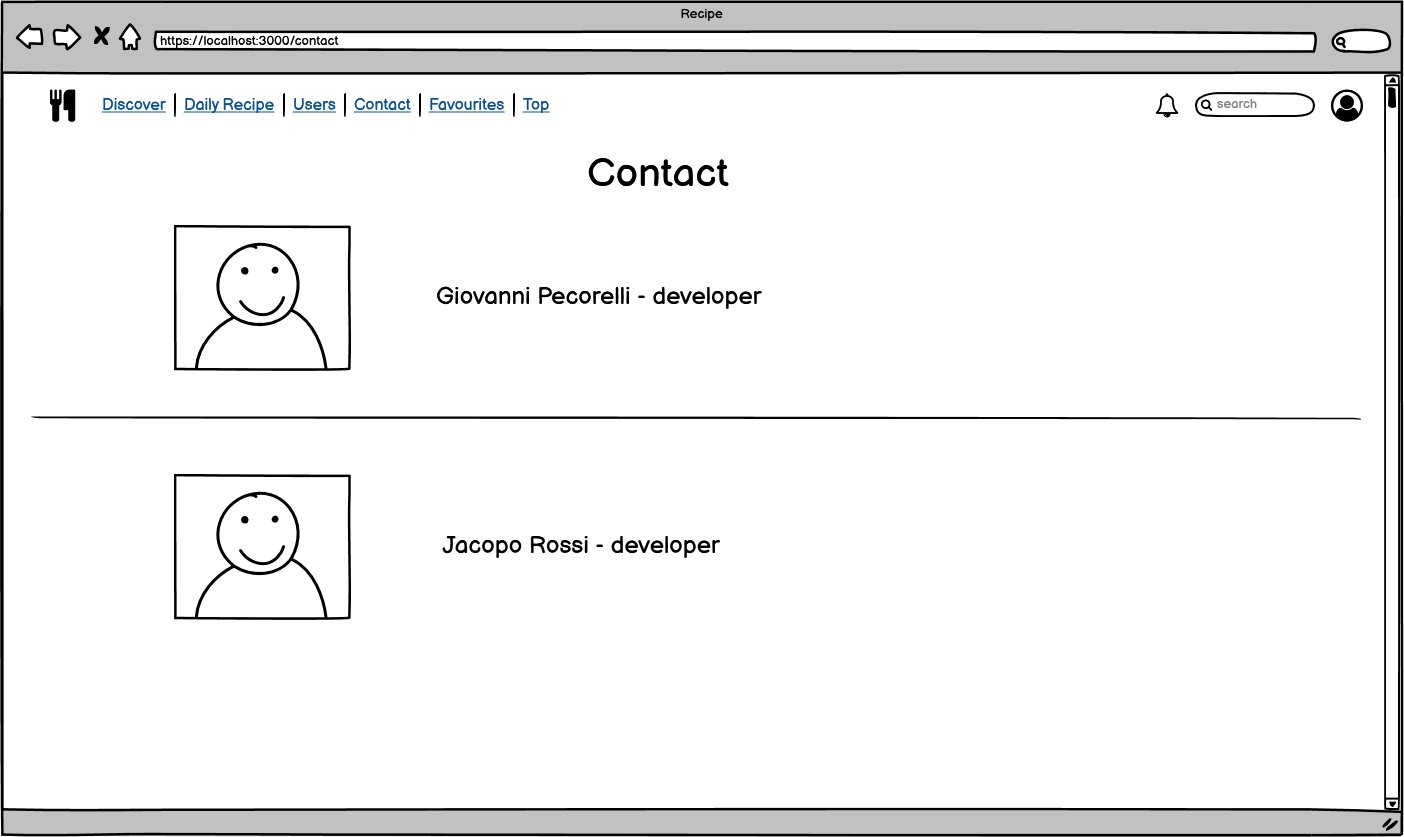 Recipe
https://localhost:3000/contact
Discover Daily Recipe Users Contact Favourites Top search
Contact
Giovanni Pecorelli - developer
Jacopo Rossi - developer